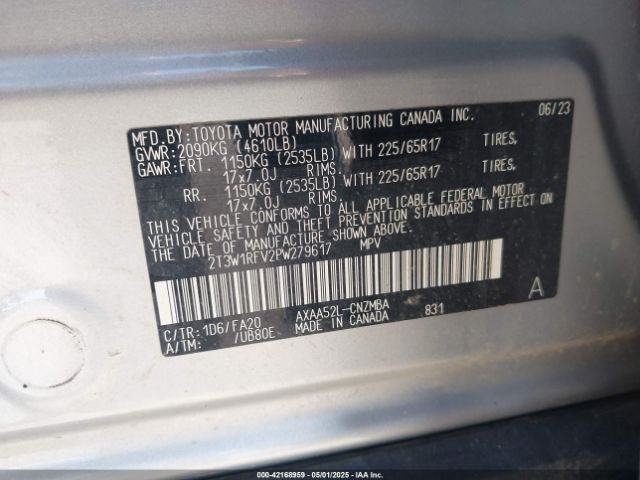 MFD. BY: TOYOTA MOTOR MANUFACTURING CANADA INC. 06/23
GVWR: 2090KG (4610LB)
GAWR: FRT. 1150KG (2535LB) WITH 225/65R17 TIRES,
17x7.0J RIMS.
RR. 1150KG (2535LB) WITH 225/65R17 TIRES,
17x7.0J RIMS.
THIS VEHICLE CONFORMS TO ALL APPLICABLE FEDERAL MOTOR
VEHICLE SAFETY AND THEFT PREVENTION STANDARDS IN EFFECT ON
THE DATE OF MANUFACTURE SHOWN ABOVE.
2T3W1RFV2PW279617 MPV
A
C/TR: 1D6/FA20 AXAA52L-CNZMBA 831
A/TM: /UB80E MADE IN CANADA
000-42168959 - 05/01/2025 - IAA Inc.